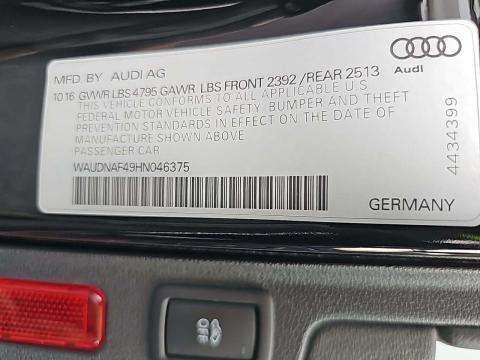 MFD. BY AUDI AG
10 16 GVWR LBS 4795 GAWR LBS FRONT 2392 /REAR 2513
THIS VEHICLE CONFORMS TO ALL APPLICABLE U.S.
FEDERAL MOTOR VEHICLE SAFETY, BUMPER AND THEFT
PREVENTION STANDARDS IN EFFECT ON THE DATE OF
MANUFACTURE SHOWN ABOVE
PASSENGER CAR
WAUDNAF49HN046375
Audi
4434399
GERMANY